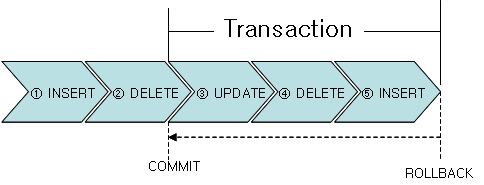 Transaction
① INSERT ② DELETE ③ UPDATE ④ DELETE ⑤ INSERT
COMMIT
ROLLBACK